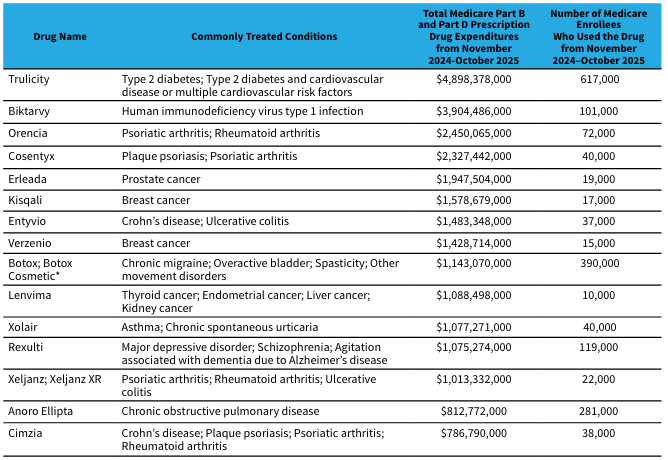 Drug Name
Commonly Treated Conditions
Total Medicare Part B
and Part D Prescription
Drug Expenditures
from November
2024-October 2025
Number of Medicare
Enrollees
Who Used the Drug
from November
2024–October 2025
Trulicity
Type 2 diabetes; Type 2 diabetes and cardiovascular
disease or multiple cardiovascular risk factors
$4,898,378,000
617,000
Biktarvy
Human immunodeficiency virus type 1 infection
$3,904,486,000
101,000
Orencia
Psoriatic arthritis; Rheumatoid arthritis
$2,450,065,000
72,000
Cosentyx
Plaque psoriasis; Psoriatic arthritis
$2,327,442,000
40,000
Erleada
Prostate cancer
$1,947,504,000
19,000
Kisqali
Breast cancer
$1,578,679,000
17,000
Entyvio
Crohn’s disease; Ulcerative colitis
$1,483,348,000
37,000
Verzenio
Breast cancer
$1,428,714,000
15,000
Botox; Botox
Cosmetic*
Chronic migraine; Overactive bladder; Spasticity; Other
movement disorders
$1,143,070,000
390,000
Lenvima
Thyroid cancer; Endometrial cancer; Liver cancer;
Kidney cancer
$1,088,498,000
10,000
Xolair
Asthma; Chronic spontaneous urticaria
$1,077,271,000
40,000
Rexulti
Major depressive disorder; Schizophrenia; Agitation
associated with dementia due to Alzheimer’s disease
$1,075,274,000
119,000
Xeljanz; Xeljanz XR
Psoriatic arthritis; Rheumatoid arthritis; Ulcerative
colitis
$1,013,332,000
22,000
Anoro Ellipta
Chronic obstructive pulmonary disease
$812,772,000
281,000
Cimzia
Crohn’s disease; Plaque psoriasis; Psoriatic arthritis;
Rheumatoid arthritis
$786,790,000
38,000